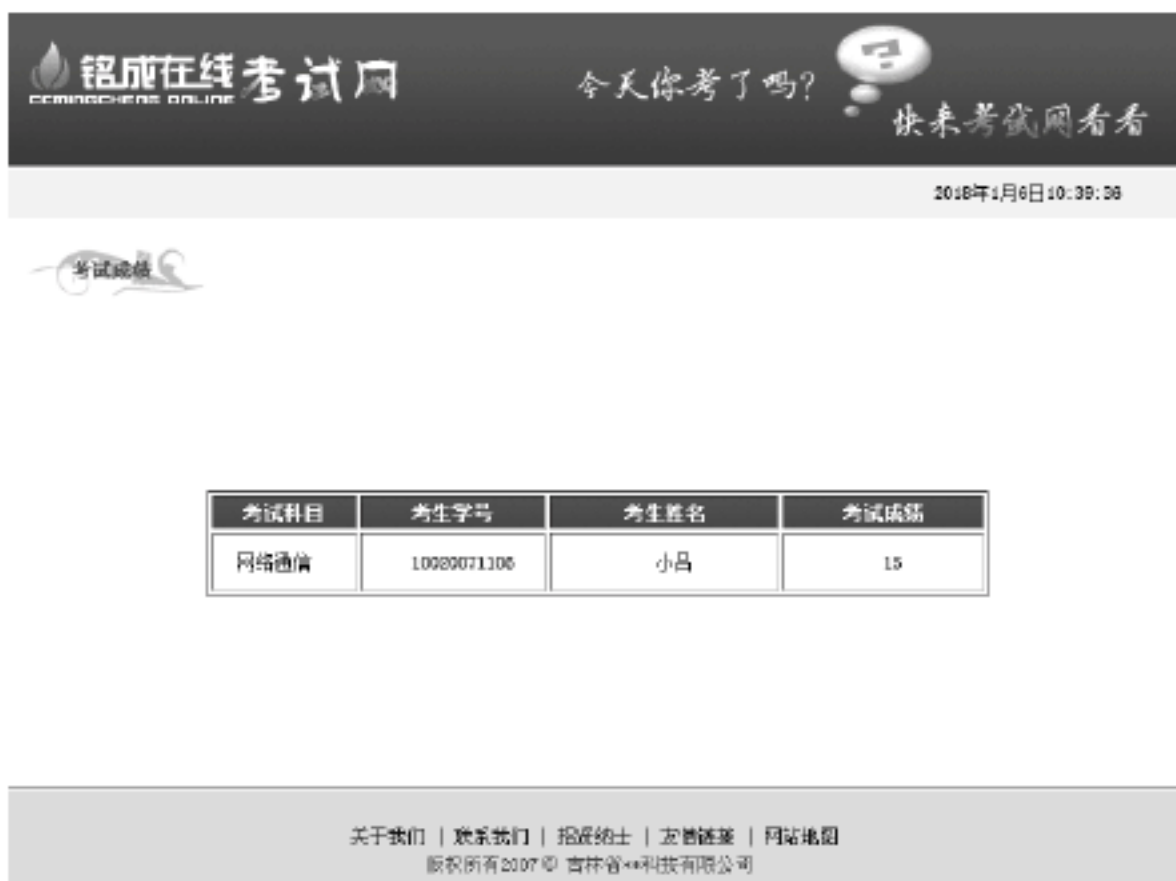 铭成在线考试网
CCMINGCHENG ONLINE
今天你考了吗?
快来考试网看看
2018年1月6日10:39:36
考试成绩
考试科目 考生学号 考生姓名 考试成绩
网络通信 小吕 15
关于我们 | 联系我们 | 招贤纳士 | 友情链接 | 网站地图
版权所有2007 © 吉林省**科技有限公司